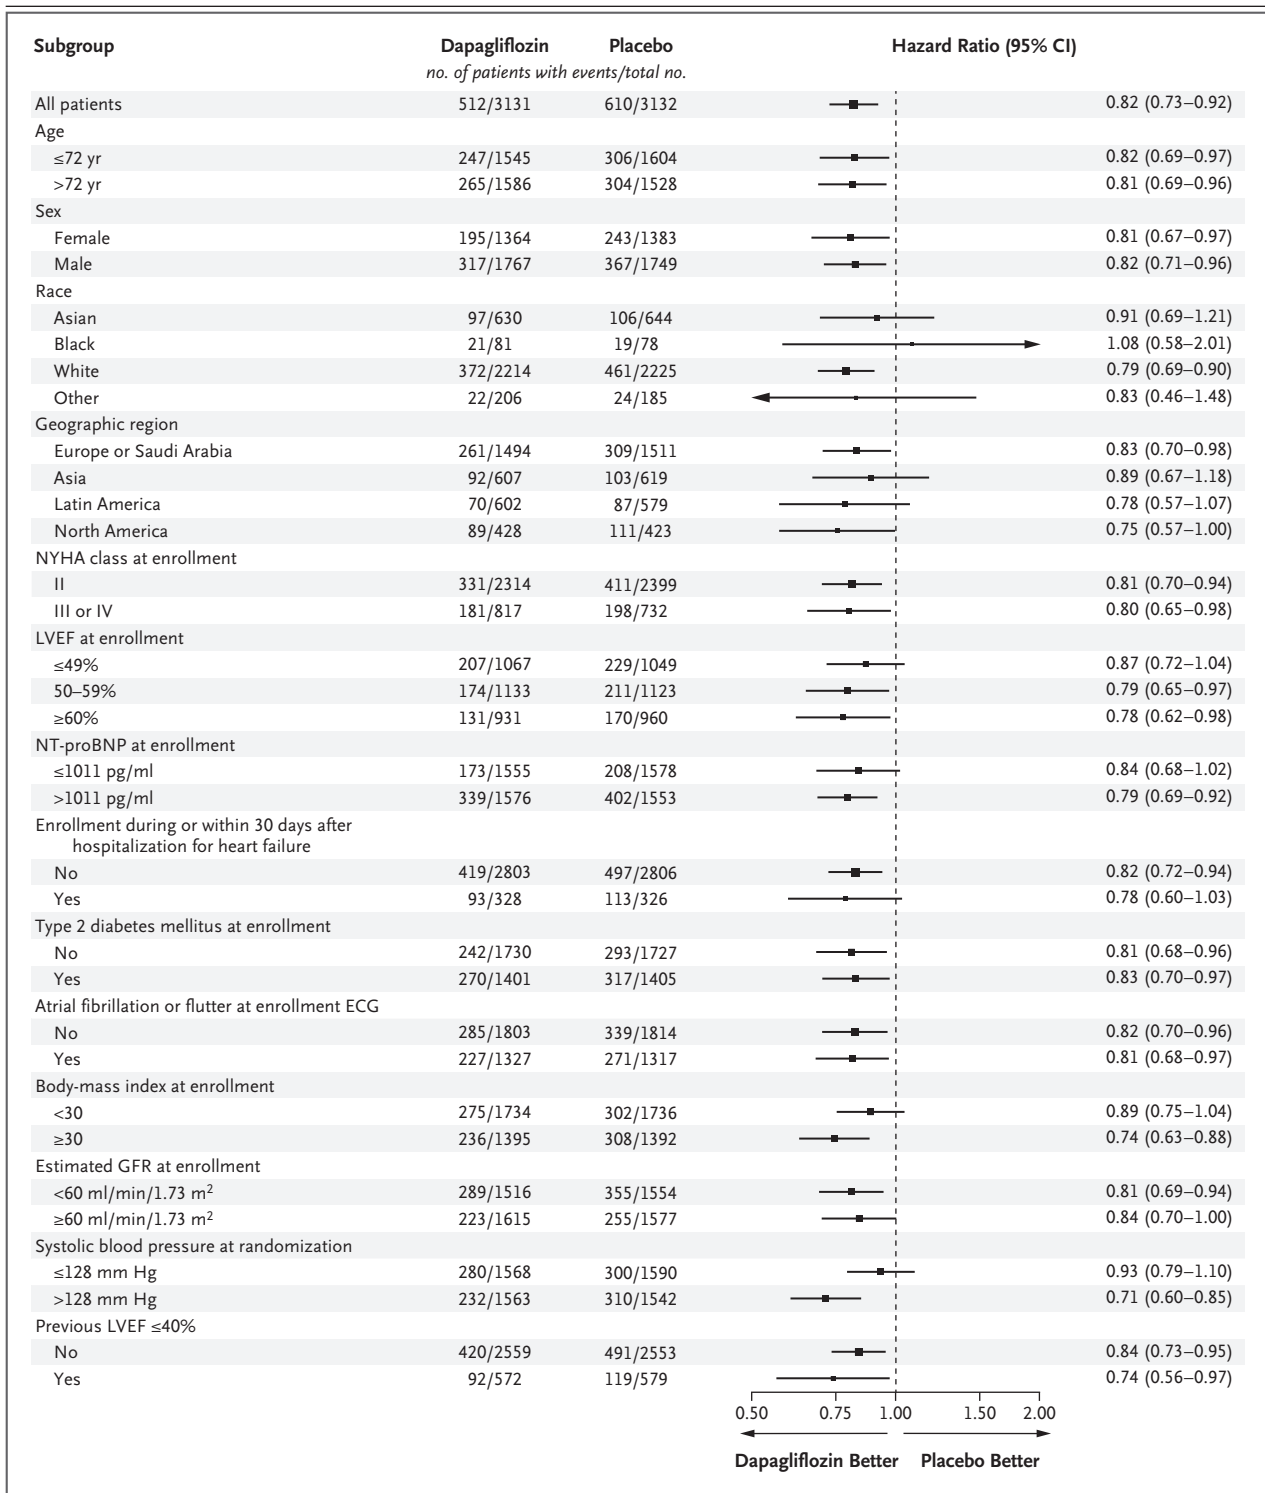 Subgroup Dapagliflozin Placebo Hazard Ratio (95% CI)
no. of patients with events/total no.
All patients 512/3131 610/3132 0.82 (0.73–0.92)
Age
≤72 yr 247/1545 306/1604 0.82 (0.69–0.97)
>72 yr 265/1586 304/1528 0.81 (0.69–0.96)
Sex
Female 195/1364 243/1383 0.81 (0.67–0.97)
Male 317/1767 367/1749 0.82 (0.71–0.96)
Race
Asian 97/630 106/644 0.91 (0.69–1.21)
Black 21/81 19/78 1.08 (0.58–2.01)
White 372/2214 461/2225 0.79 (0.69–0.90)
Other 22/206 24/185 0.83 (0.46–1.48)
Geographic region
Europe or Saudi Arabia 261/1494 309/1511 0.83 (0.70–0.98)
Asia 92/607 103/619 0.89 (0.67–1.18)
Latin America 70/602 87/579 0.78 (0.57–1.07)
North America 89/428 111/423 0.75 (0.57–1.00)
NYHA class at enrollment
II 331/2314 411/2399 0.81 (0.70–0.94)
III or IV 181/817 198/732 0.80 (0.65–0.98)
LVEF at enrollment
≤49% 207/1067 229/1049 0.87 (0.72–1.04)
50–59% 174/1133 211/1123 0.79 (0.65–0.97)
≥60% 131/931 170/960 0.78 (0.62–0.98)
NT-proBNP at enrollment
≤1011 pg/ml 173/1555 208/1578 0.84 (0.68–1.02)
>1011 pg/ml 339/1576 402/1553 0.79 (0.69–0.92)
Enrollment during or within 30 days after
hospitalization for heart failure
No 419/2803 497/2806 0.82 (0.72–0.94)
Yes 93/328 113/326 0.78 (0.60–1.03)
Type 2 diabetes mellitus at enrollment
No 242/1730 293/1727 0.81 (0.68–0.96)
Yes 270/1401 317/1405 0.83 (0.70–0.97)
Atrial fibrillation or flutter at enrollment ECG
No 285/1803 339/1814 0.82 (0.70–0.96)
Yes 227/1327 271/1317 0.81 (0.68–0.97)
Body-mass index at enrollment
<30 275/1734 302/1736 0.89 (0.75–1.04)
≥30 236/1395 308/1392 0.74 (0.63–0.88)
Estimated GFR at enrollment
<60 ml/min/1.73 m² 289/1516 355/1554 0.81 (0.69–0.94)
≥60 ml/min/1.73 m² 223/1615 255/1577 0.84 (0.70–1.00)
Systolic blood pressure at randomization
≤128 mm Hg 280/1568 300/1590 0.93 (0.79–1.10)
>128 mm Hg 232/1563 310/1542 0.71 (0.60–0.85)
Previous LVEF ≤40%
No 420/2559 491/2553 0.84 (0.73–0.95)
Yes 92/572 119/579 0.74 (0.56–0.97)
0.50 0.75 1.00 1.50 2.00
Dapagliflozin Better Placebo Better